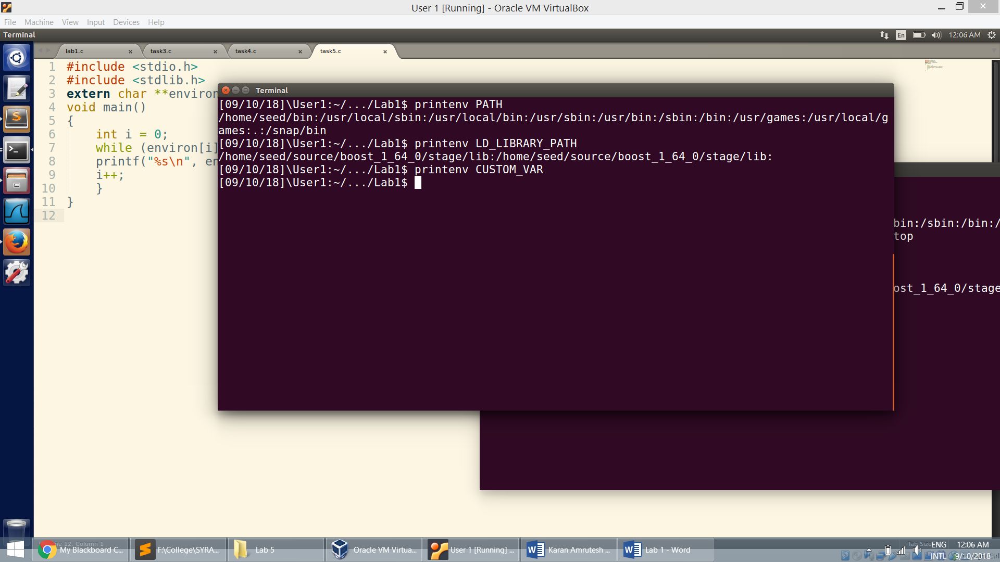 User 1 [Running] - Oracle VM VirtualBox
File Machine View Input Devices Help
Terminal
En
12:06 AM
lab1.c
task3.c
task4.c
task5.c
1 #include <stdio.h>
2 #include <stdlib.h>
3 extern char **environ
4 void main()
5 {
6 int i = 0;
7 while (environ[i]
8 printf("%s\n", en
9 i++;
10 }
11 }
12
Terminal
[09/10/18]\User1:~/.../Lab1$ printenv PATH
/home/seed/bin:/usr/local/sbin:/usr/local/bin:/usr/sbin:/usr/bin:/sbin:/bin:/usr/games:/usr/local/g
ames:.:/snap/bin
[09/10/18]\User1:~/.../Lab1$ printenv LD_LIBRARY_PATH
/home/seed/source/boost_1_64_0/stage/lib:/home/seed/source/boost_1_64_0/stage/lib:
[09/10/18]\User1:~/.../Lab1$ printenv CUSTOM_VAR
[09/10/18]\User1:~/.../Lab1$
bin:/sbin:/bin:/
top
ost_1_64_0/stage
ne 12, Column 1
Tab Size
My Blackboard C...
F:\College\SYRA...
Lab 5
Oracle VM Virtua...
User 1 [Running] ...
Karan Amrutesh ...
Lab 1 - Word
ENG
INTL
12:06 AM
9/10/2018
Ctrl